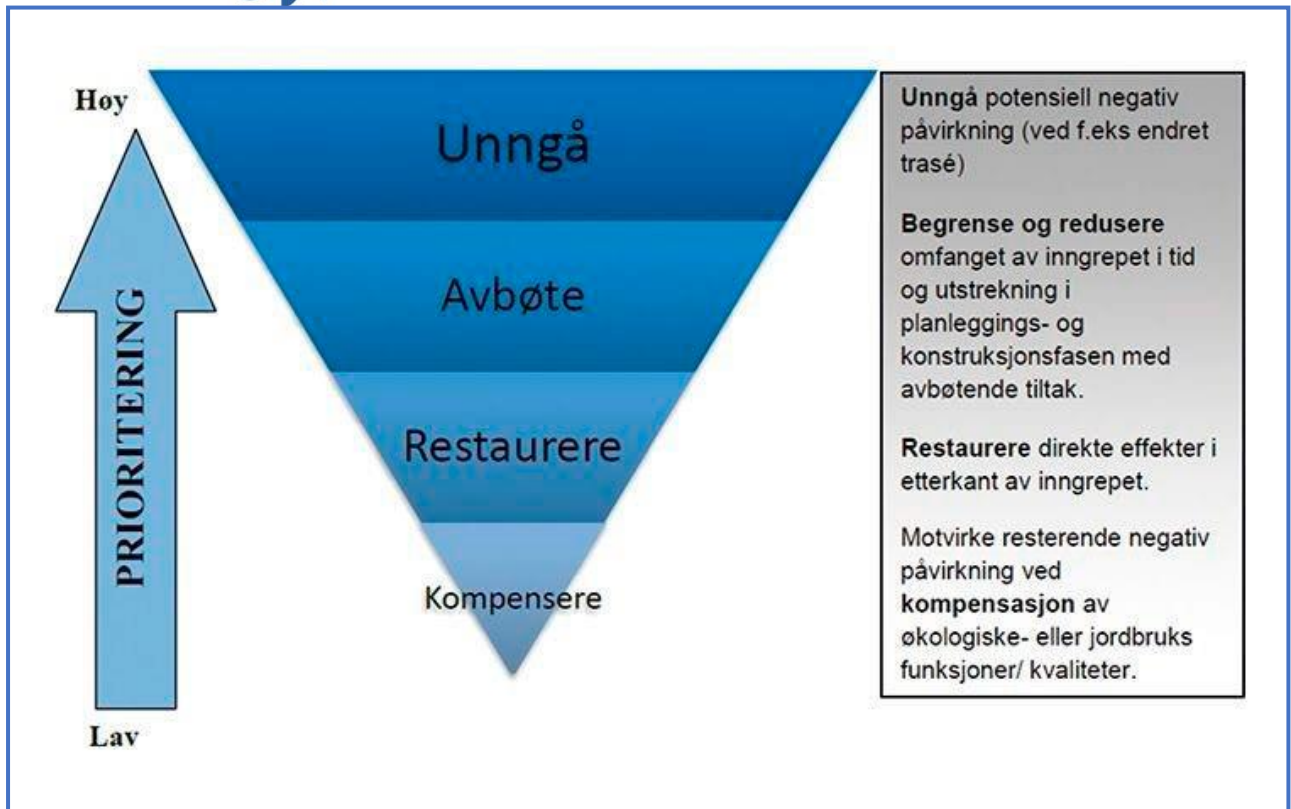 Høy
PRIORITERING
Lav
Unngå
Avbøte
Restaurere
Kompensere
Unngå potensiell negativ
påvirkning (ved f.eks endret
trasé)
Begrense og redusere
omfanget av inngrepet i tid
og utstrekning i
planleggings- og
konstruksjonsfasen med
avbøtende tiltak.
Restaurere direkte effekter i
etterkant av inngrepet.
Motvirke resterende negativ
påvirkning ved
kompensasjon av
økologiske- eller jordbruks
funksjoner/ kvaliteter.